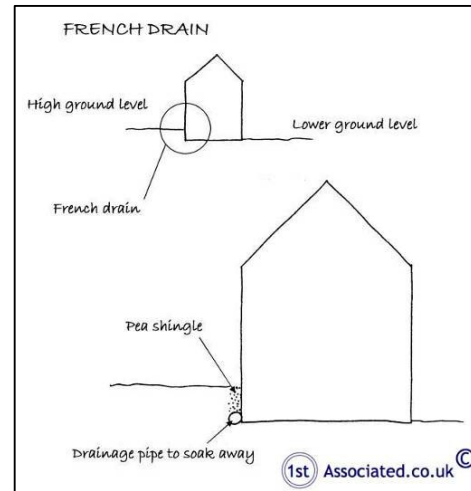 FRENCH DRAIN
High ground level
Lower ground level
French drain
Pea shingle
Drainage pipe to soak away
1st Associated.co.uk ©